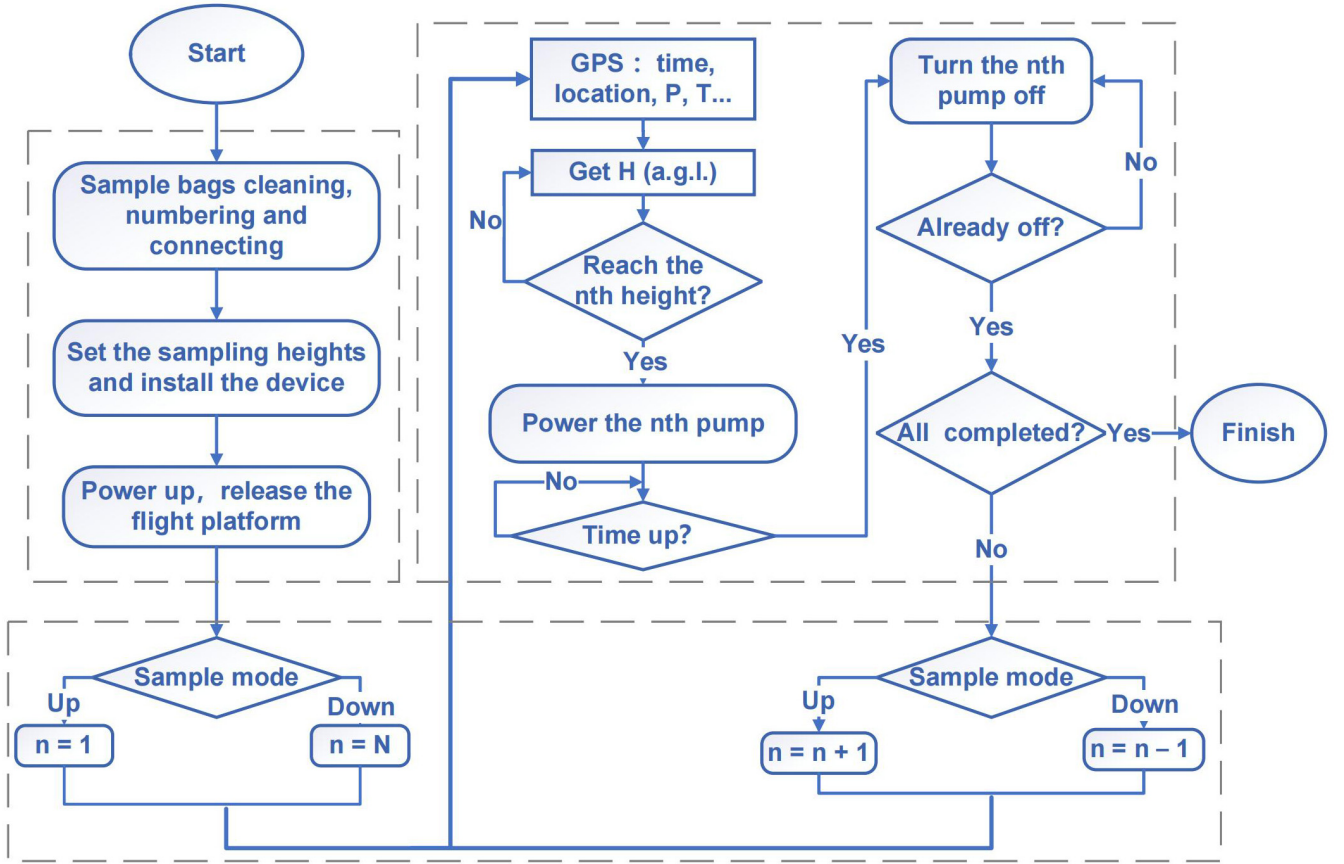 Start
Sample bags cleaning,
numbering and
connecting
Set the sampling heights
and install the device
Power up, release the
flight platform
Sample mode
Up
Down
n = 1
n = N
GPS : time,
location, P, T...
Get H (a.g.l.)
No
Reach the
nth height?
Yes
Power the nth pump
No
Time up?
Yes
Turn the nth
pump off
No
Already off?
Yes
All completed?
Yes
Finish
No
Sample mode
Up
Down
n = n + 1
n = n – 1